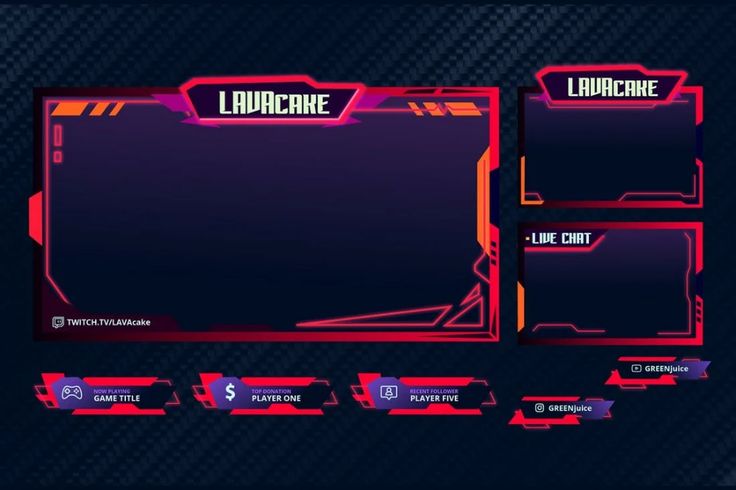 LAVAcake
LAVAcake
LIVE CHAT
TWITCH.TV/LAVAcake
NOW PLAYING
GAME TITLE
$
TOP DONATION
PLAYER ONE
RECENT FOLLOWER
PLAYER FIVE
GREENjuice
GREENjuice